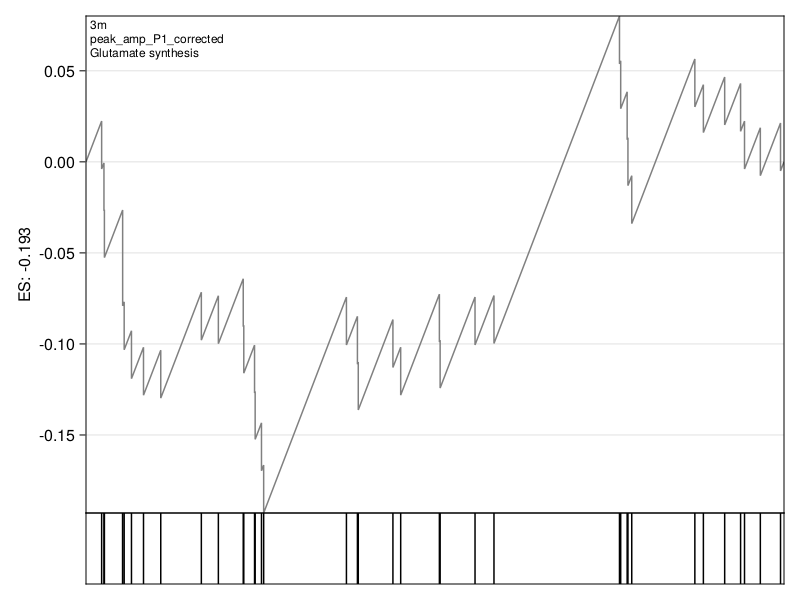 3m
peak_amp_P1_corrected
Glutamate synthesis
0.05
0.00
-0.05
-0.10
-0.15
ES: -0.193